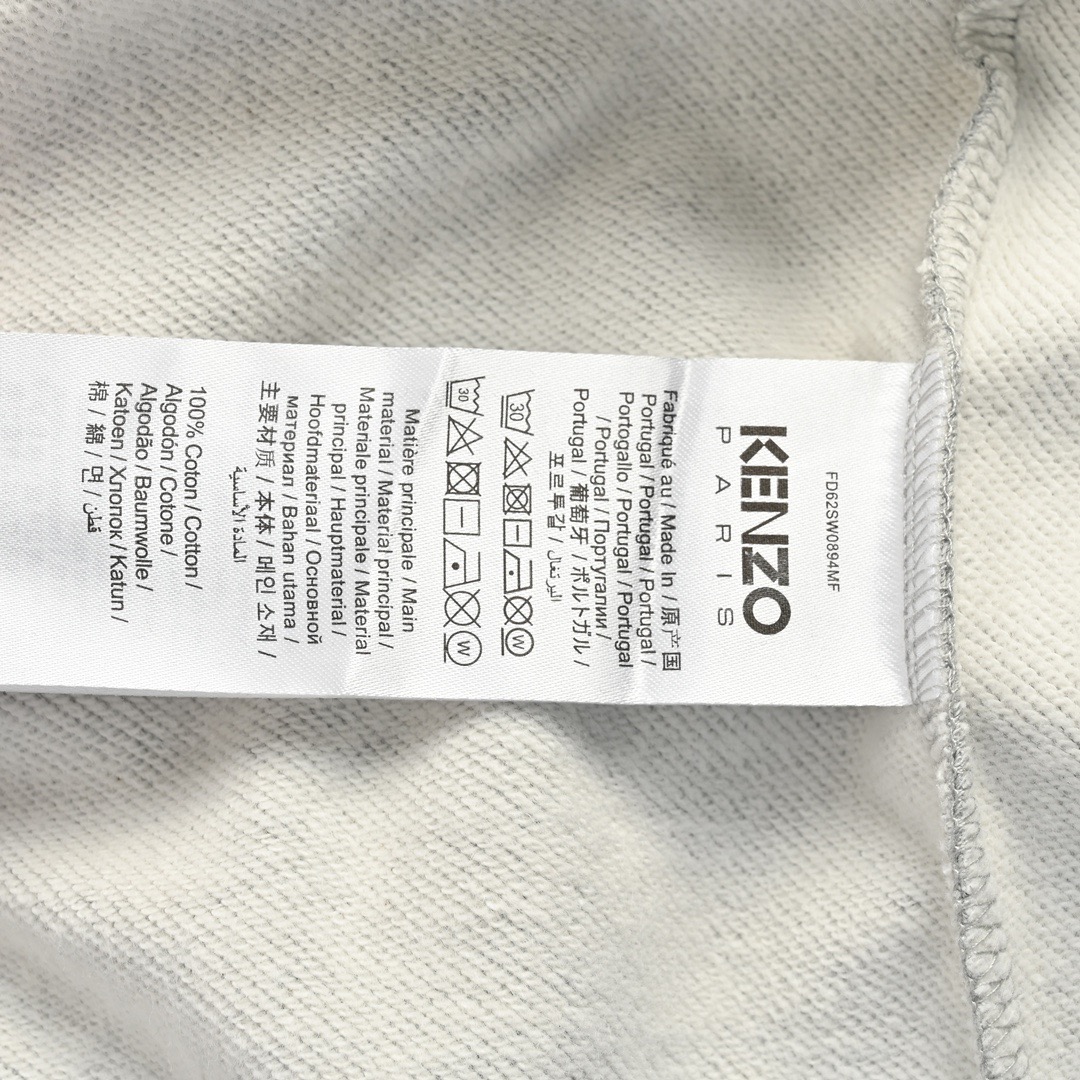 FD62SW0894MF
KENZO
PARIS
Fabriqué au / Made In / 原产国
Portugal / Portugal / Portugal /
Portogallo / Portugal / Portugal
/ Portugal / Португалии /
Portugal / 葡萄牙 / ポルトガル /
포르투갈 / البرتغال
30 W
30 W
Matière principale / Main
material / Material principal /
Materiale principale / Material
principal / Hauptmaterial /
Hoofdmateriaal / Основной
материал / Bahan utama /
主要材质 / 本体 / 메인 소재 /
المادة الأساسية
100% Coton / Cotton /
Algodón / Cotone /
Algodão / Baumwolle /
Katoen / Хлопок / Katun /
棉 / 綿 / 면 / قطن